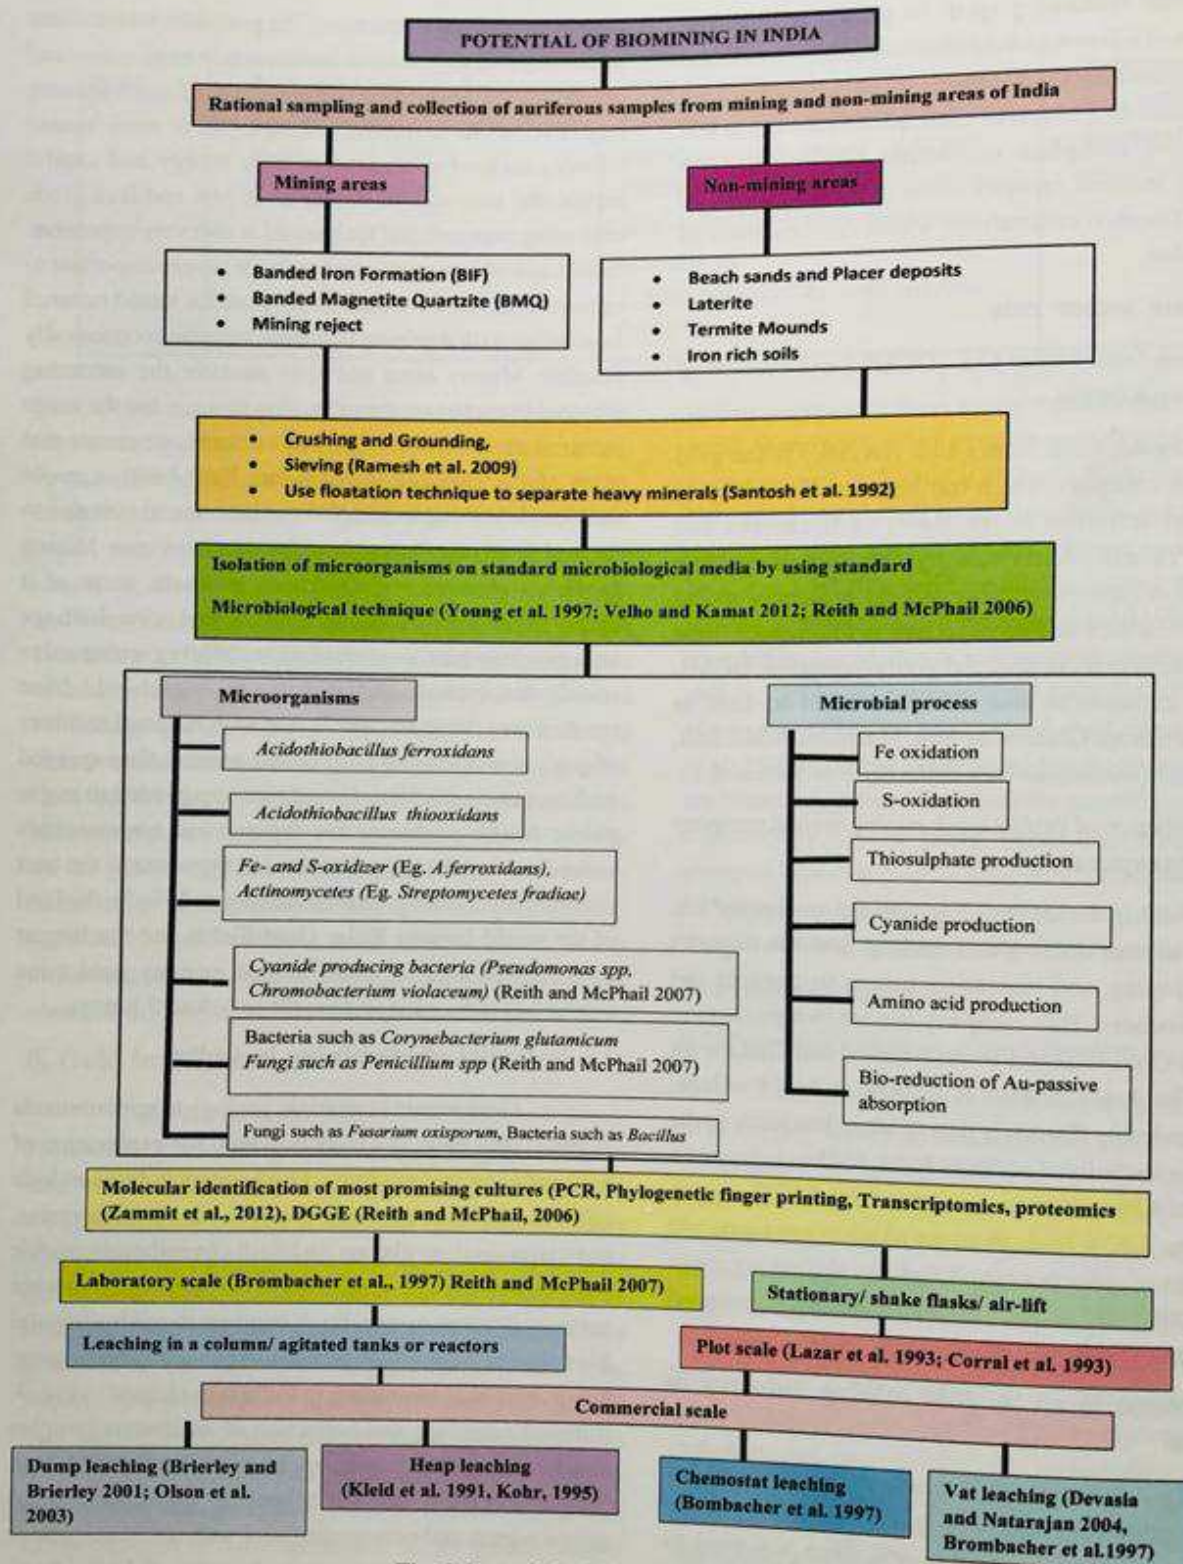 POTENTIAL OF BIOMINING IN INDIA
Rational sampling and collection of auriferous samples from mining and non-mining areas of India
Mining areas
Non-mining areas
• Banded Iron Formation (BIF)
• Banded Magnetite Quartzite (BMQ)
• Mining reject
• Beach sands and Placer deposits
• Laterite
• Termite Mounds
• Iron rich soils
• Crushing and Grounding,
• Sieving (Ramesh et al. 2009)
• Use floatation technique to separate heavy minerals (Santosh et al. 1992)
Isolation of microorganisms on standard microbiological media by using standard
Microbiological technique (Young et al. 1997; Velho and Kamat 2012; Reith and McPhail 2006)
Microorganisms
Acidothiobacillus ferroxidans
Acidothiobacillus thiooxidans
Fe- and S-oxidizer (Eg. A.ferroxidans),
Actinomycetes (Eg. Streptomycetes fradiae)
Cyanide producing bacteria (Pseudomonas spp,
Chromobacterium violaceum) (Reith and McPhail 2007)
Bacteria such as Corynebacterium glutamicum
Fungi such as Penicillium spp (Reith and McPhail 2007)
Fungi such as Fusarium oxisporum, Bacteria such as Bacillus
Microbial process
Fe oxidation
S-oxidation
Thiosulphate production
Cyanide production
Amino acid production
Bio-reduction of Au-passive
absorption
Molecular identification of most promising cultures (PCR, Phylogenetic finger printing, Transcriptomics, proteomics
(Zammit et al., 2012), DGGE (Reith and McPhail, 2006)
Laboratory scale (Brombacher et al., 1997) Reith and McPhail 2007)
Stationary/ shake flasks/ air-lift
Leaching in a column/ agitated tanks or reactors
Plot scale (Lazar et al. 1993; Corral et al. 1993)
Commercial scale
Dump leaching (Brierley and
Brierley 2001; Olson et al.
2003)
Heap leaching
(Kleid et al. 1991, Kohr, 1995)
Chemostat leaching
(Bombacher et al. 1997)
Vat leaching (Devasia
and Natarajan 2004,
Brombacher et al.1997)